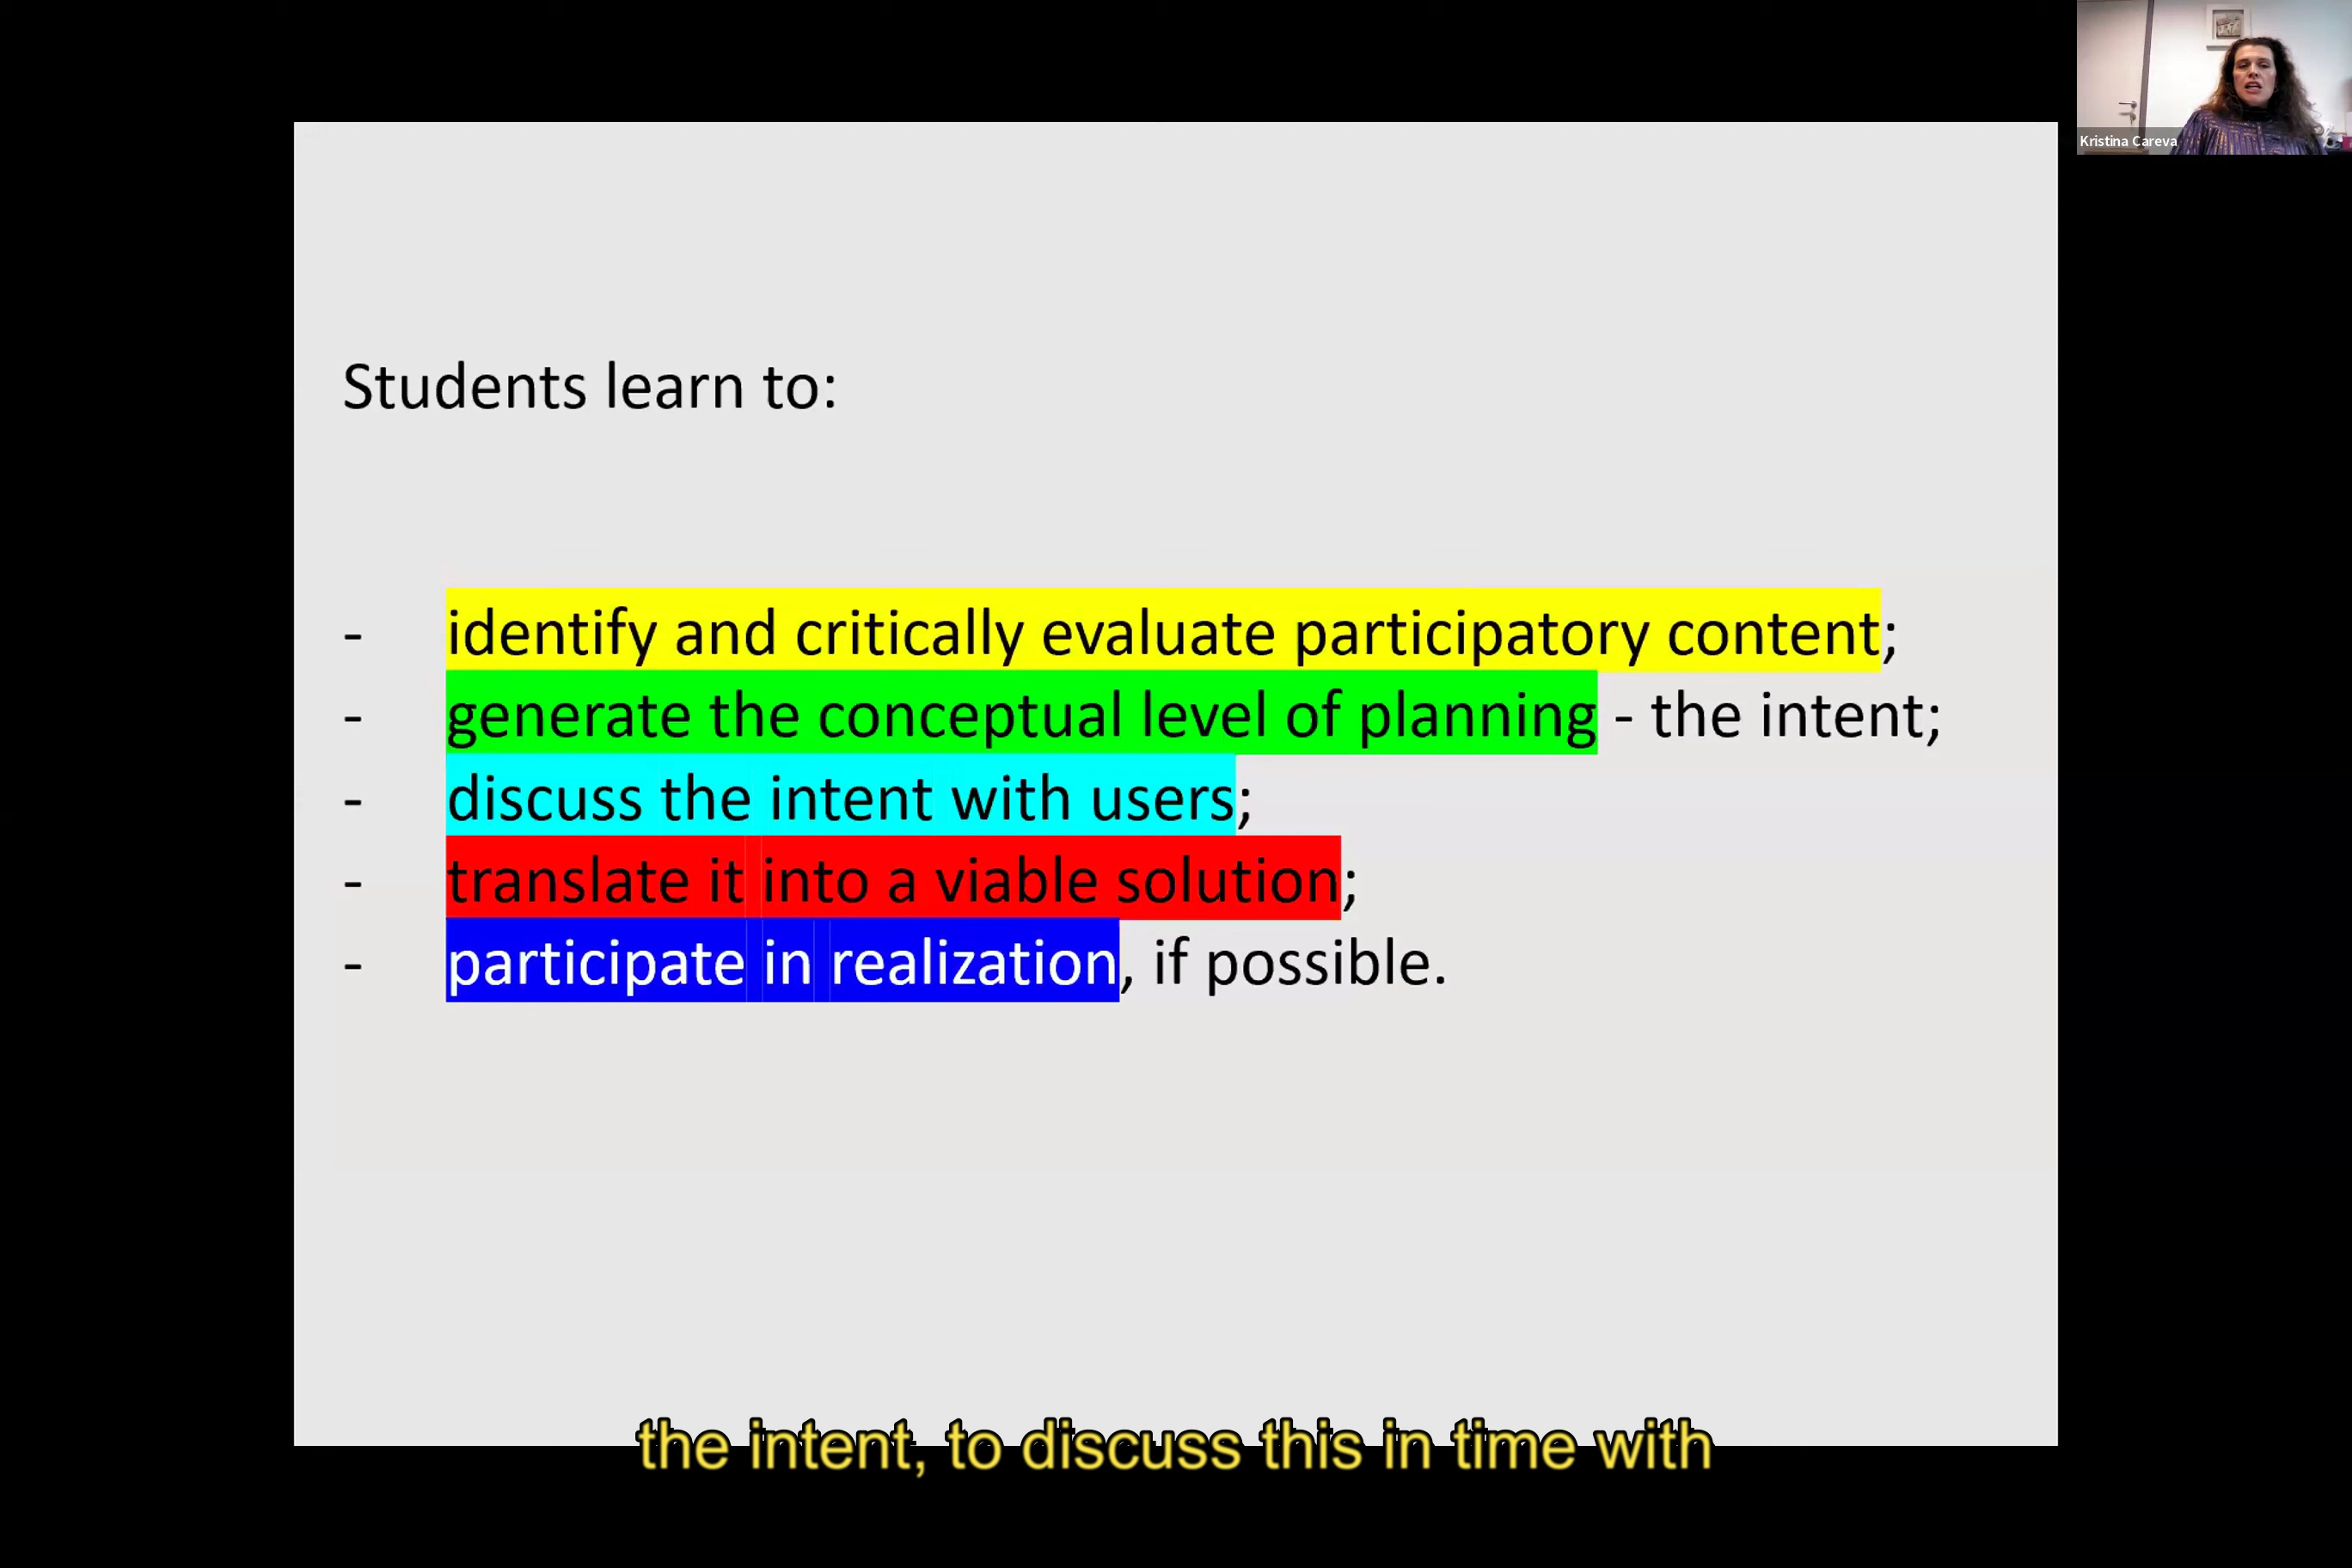 Kristina Careva
Students learn to:
- identify and critically evaluate participatory content;
- generate the conceptual level of planning - the intent;
- discuss the intent with users;
- translate it into a viable solution;
- participate in realization, if possible.
the intent, to discuss this in time with